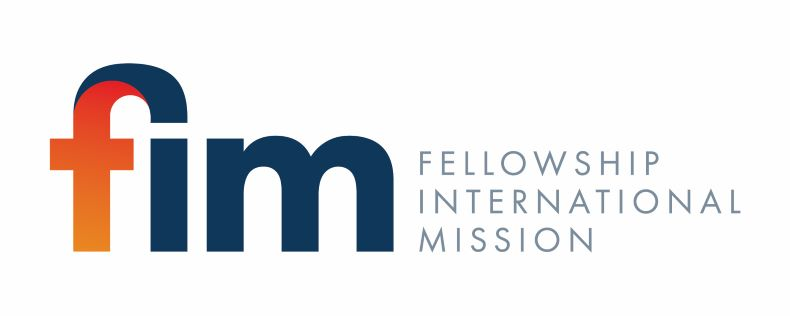 fim
FELLOWSHIP
INTERNATIONAL
MISSION